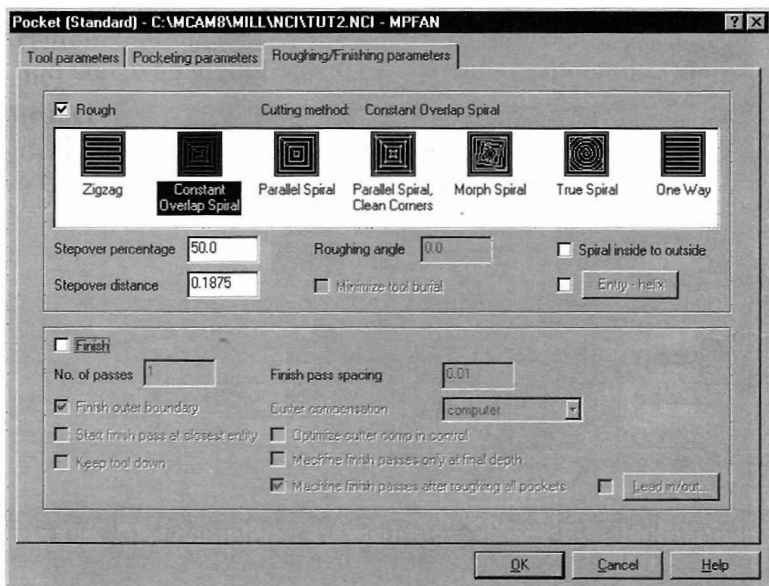 Pocket (Standard) - C:\MCAM8\MILL\NCI\TUT2.NCI - MPFAN
Tool parameters Pocketing parameters Roughing/Finishing parameters
Rough Cutting method: Constant Overlap Spiral
Zigzag Constant Overlap Spiral Parallel Spiral Parallel Spiral, Clean Corners Morph Spiral True Spiral One Way
Stepover percentage 50.0 Roughing angle 0.0 Spiral inside to outside
Stepover distance 0.1875 Minimize tool burial Entry - helix
Finish
No. of passes 1 Finish pass spacing 0.01
Finish outer boundary Cutter compensation computer
Start finish pass at closest entity Optimize cutter comp in control
Keep tool down Machine finish passes only at final depth
Machine finish passes after roughing all pockets Lead in/out...
OK Cancel Help